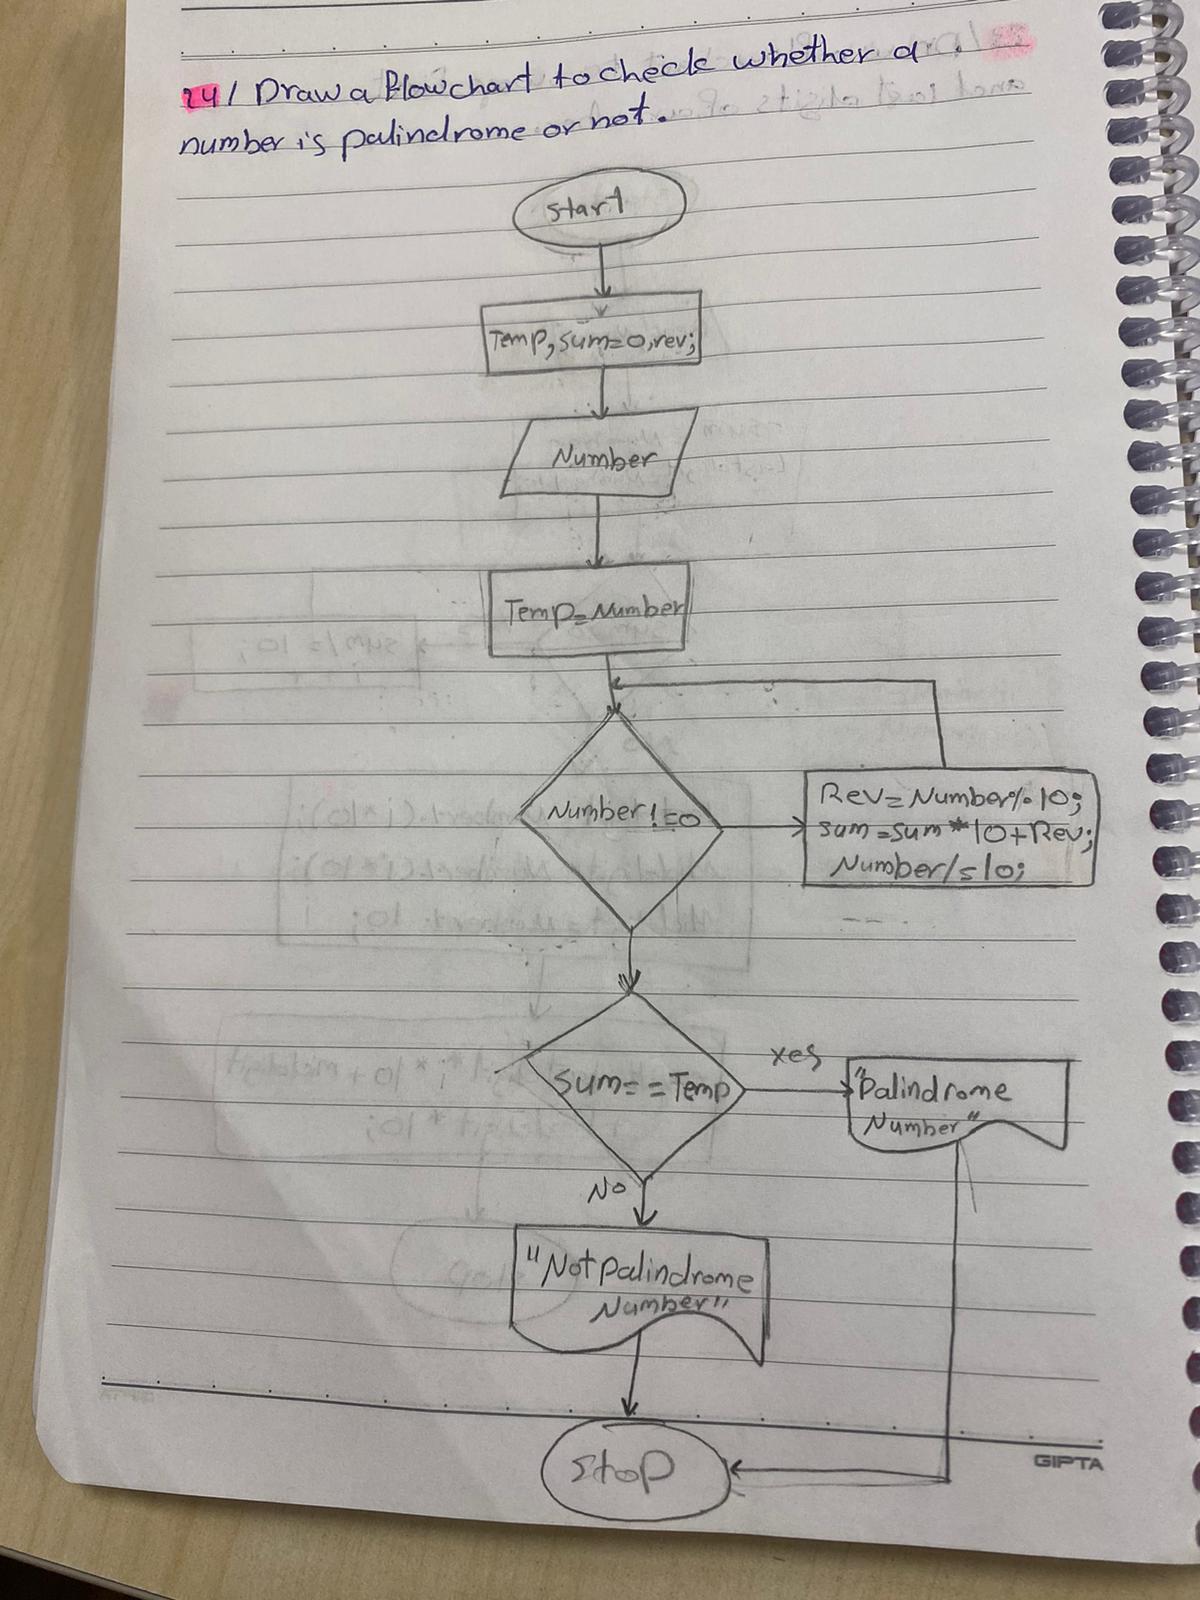 24/ Draw a flowchart to check whether a
number is palindrome or not.
start
Temp, sum=0, rev;
Number
Temp=Number
Number!=0
Rev=Number%10;
sum=sum*10+Rev;
Number/=10;
Sum==Temp
yes
"Palindrome
Number"
No
"Not palindrome
Number"
stop
GIPTA